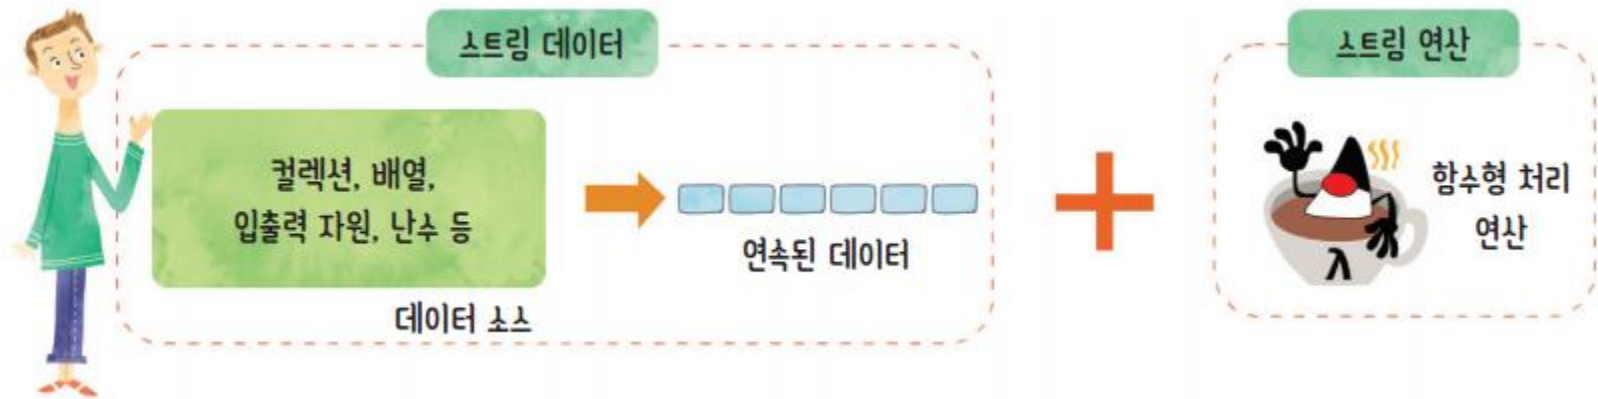 스트림 데이터
컬렉션, 배열,
입출력 자원, 난수 등
데이터 소스
연속된 데이터
스트림 연산
함수형 처리
연산
λ